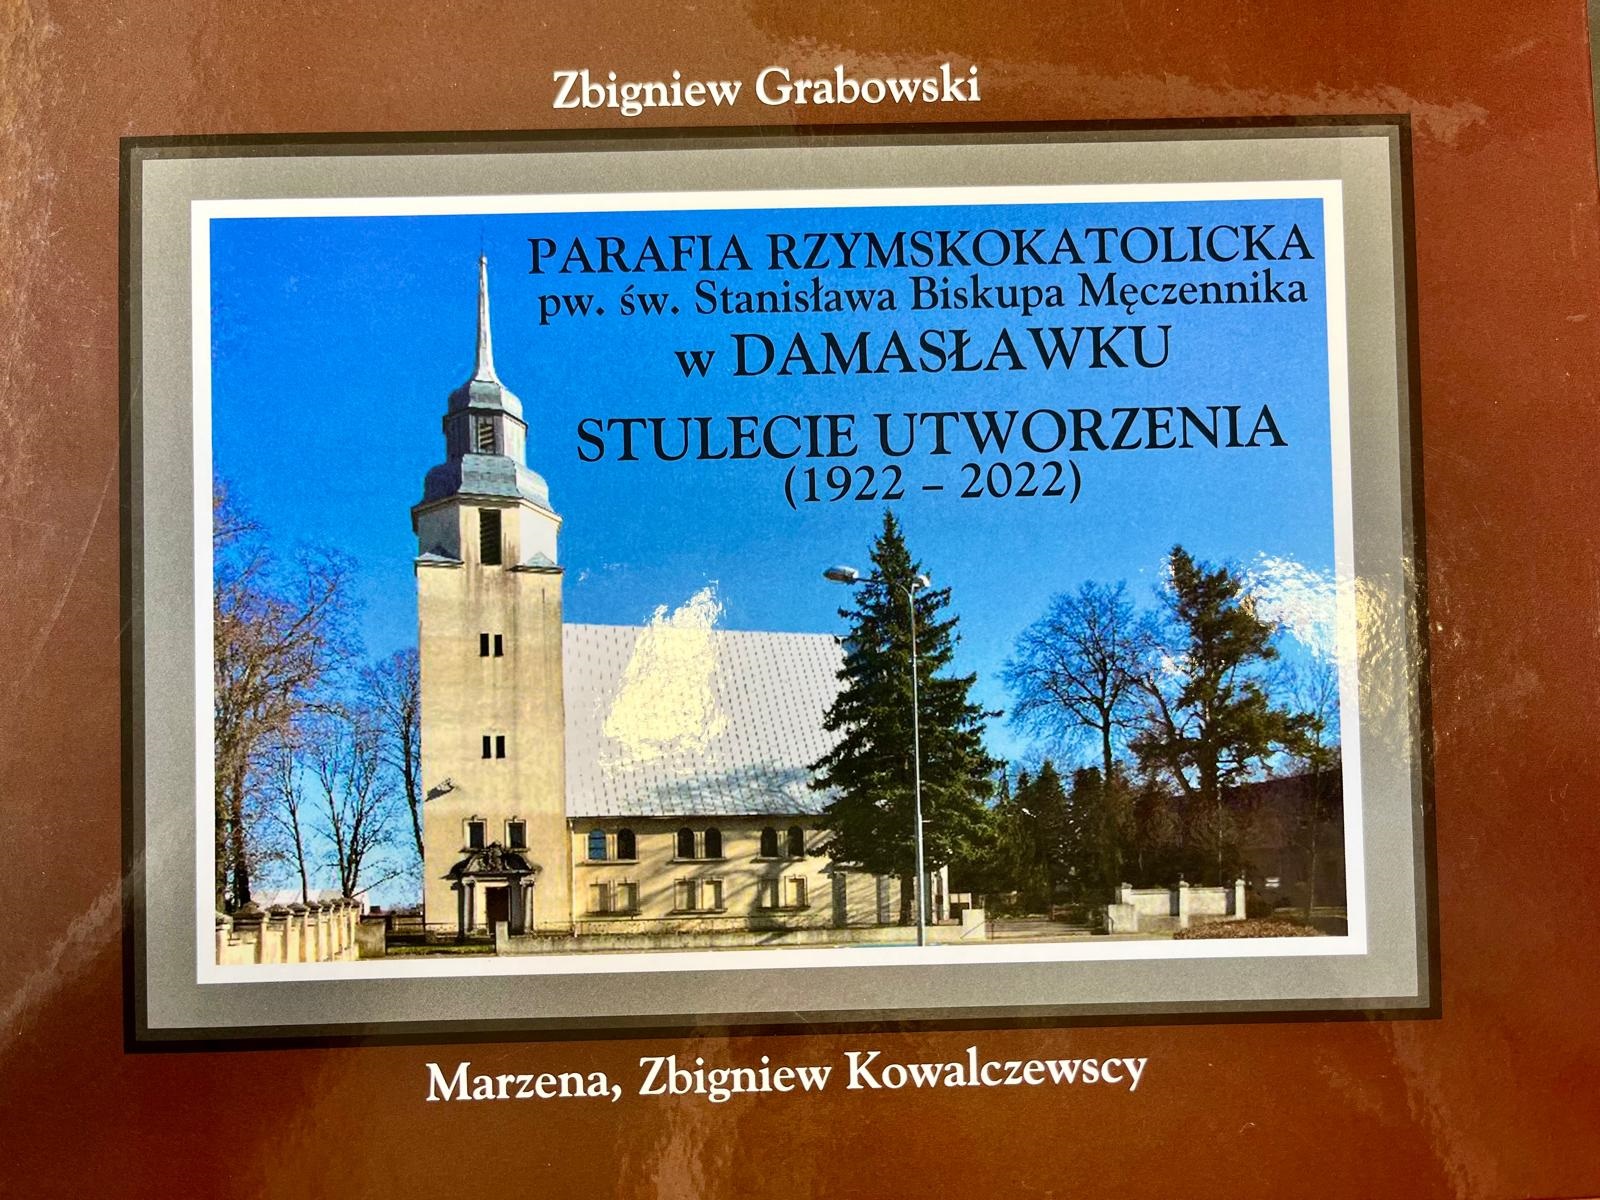 Zbigniew Grabowski
PARAFIA RZYMSKOKATOLICKA
pw. św. Stanisława Biskupa Męczennika
w DAMASŁAWKU
STULECIE UTWORZENIA
(1922 – 2022)
Marzena, Zbigniew Kowalczewscy